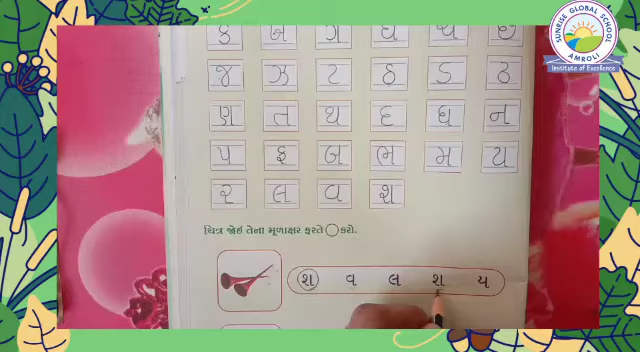 ક ખ ગ ઘ ચ છ
જ ઝ ટ ઠ ડ ઢ
ણ ત થ દ ધ ન
પ ફ બ ભ મ ય
ર લ વ શ
ચિત્ર જોઈ તેના મૂળાક્ષર ફરતે ◯ કરો.
શ વ લ શ ય
SUNRISE GLOBAL SCHOOL
AMROLI
Institute of Excellence